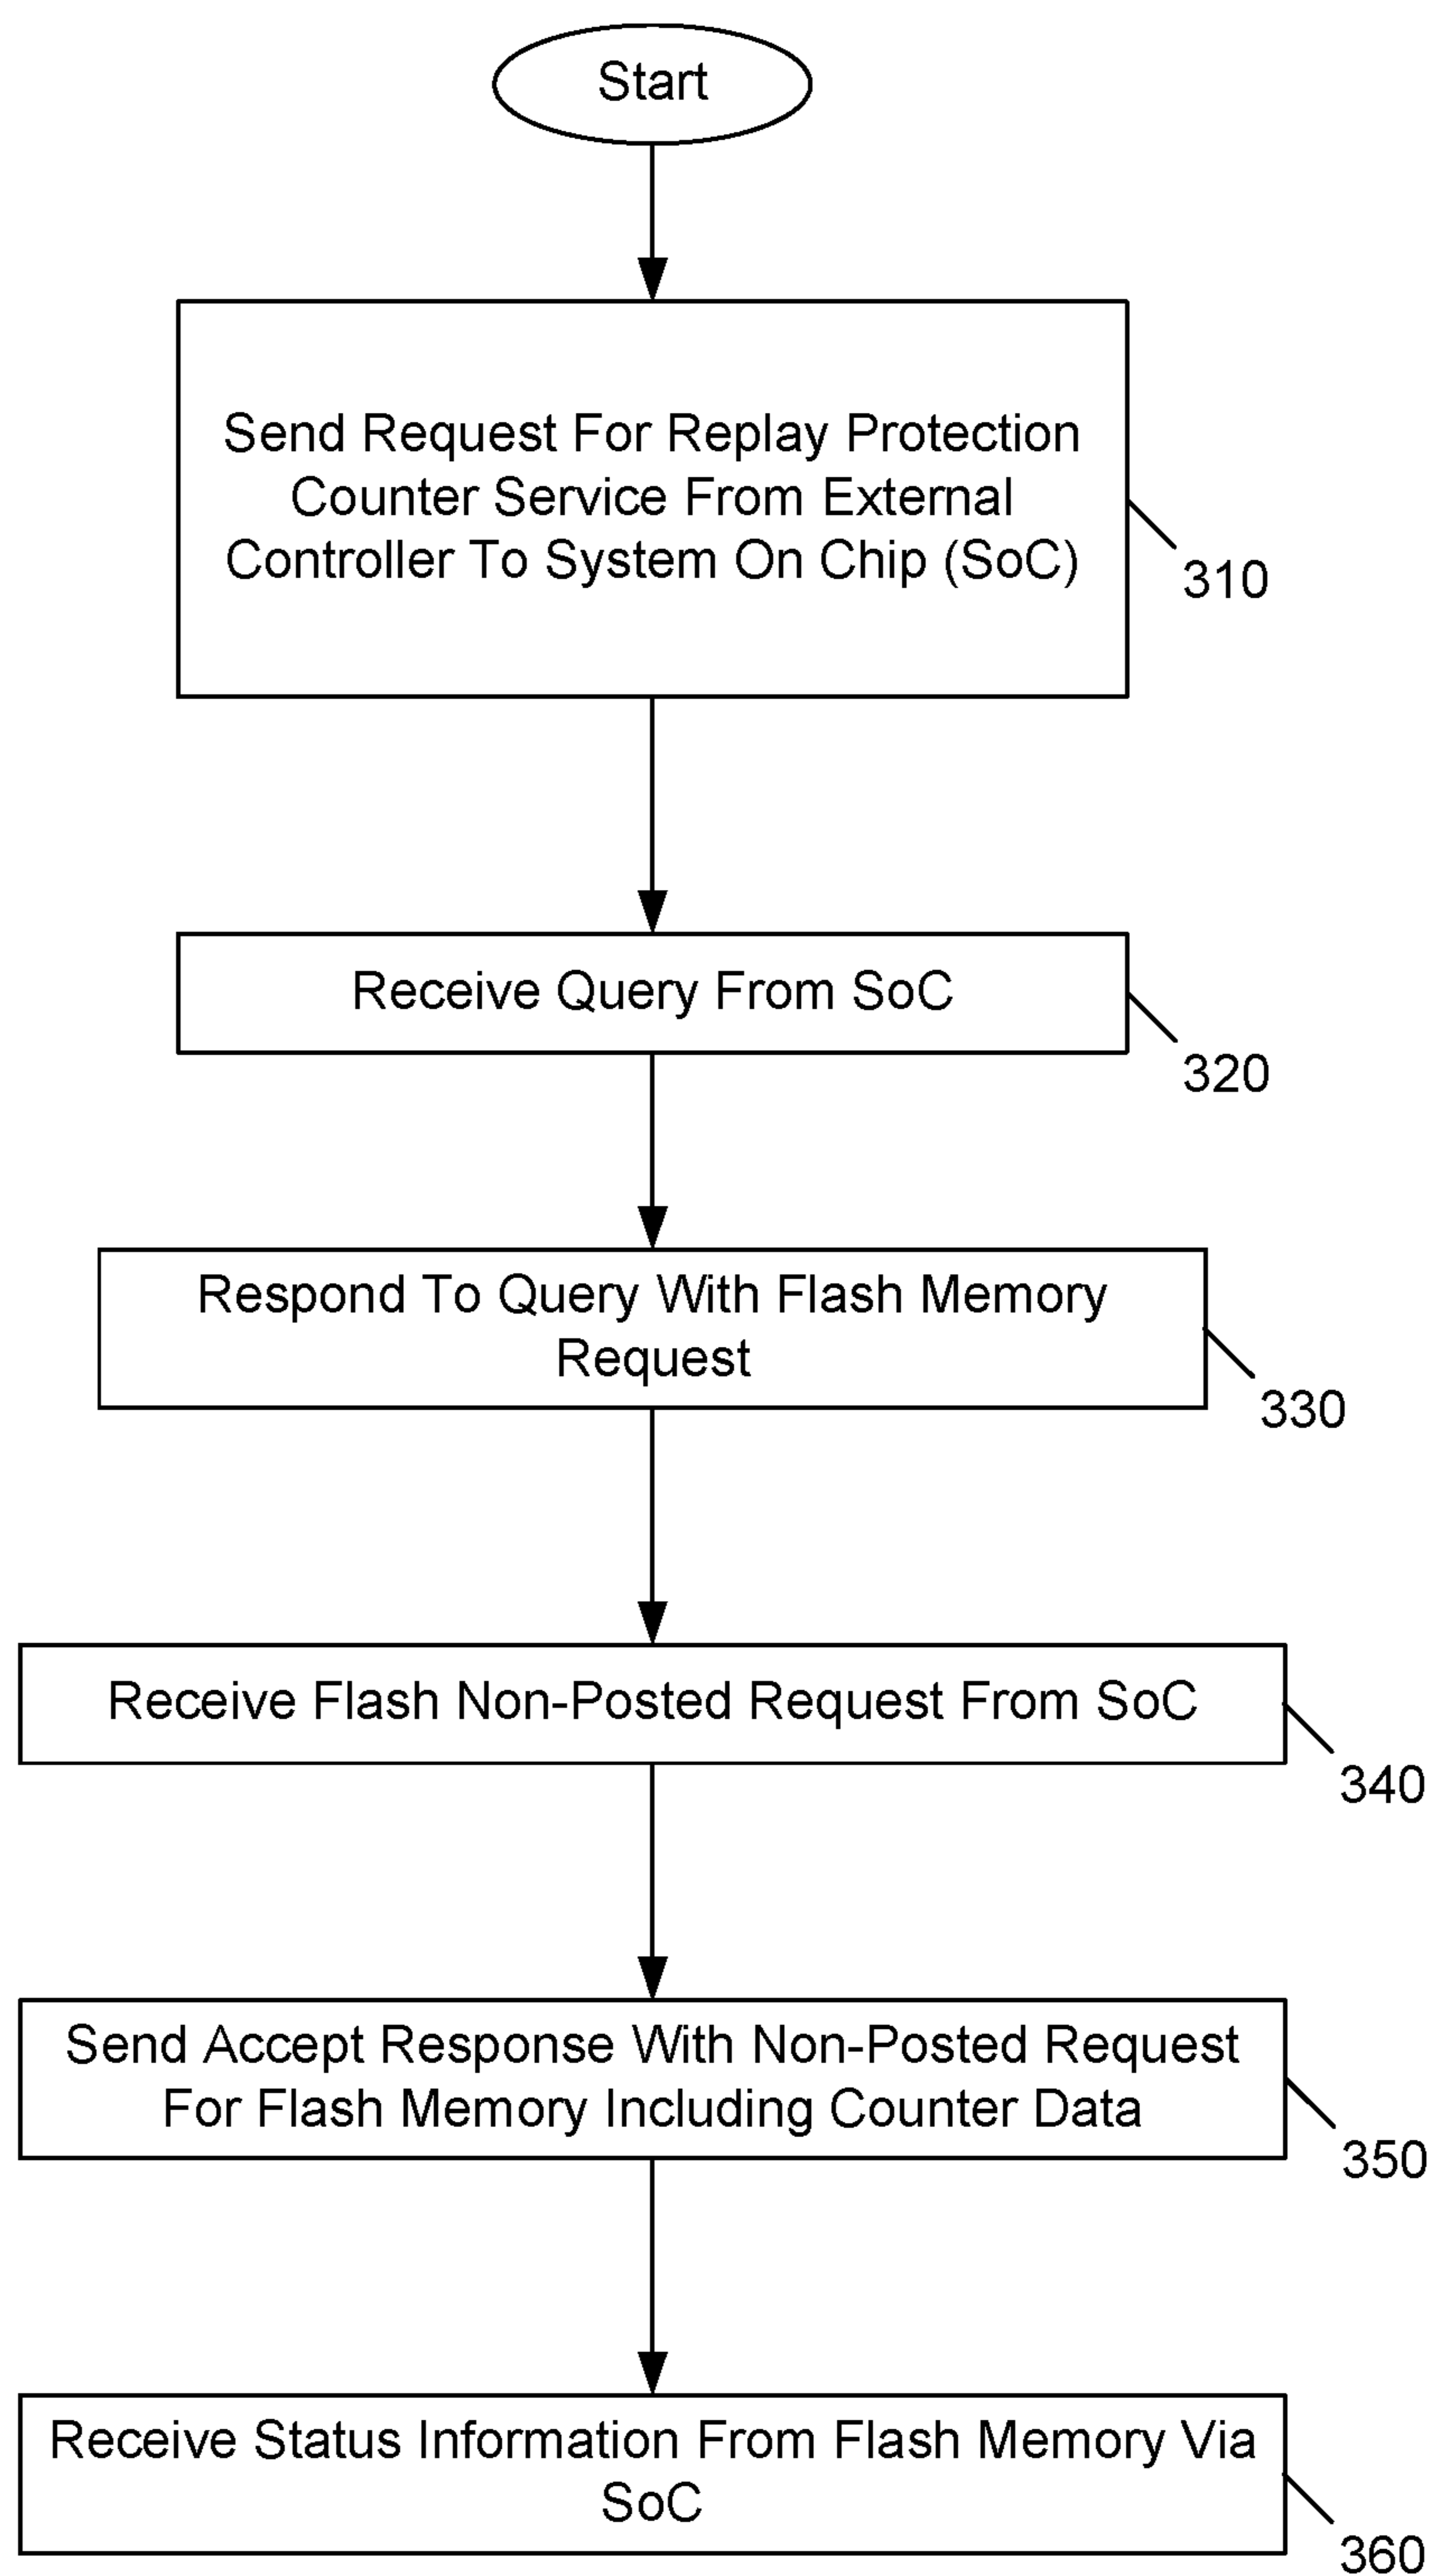 Start
Send Request For Replay Protection
Counter Service From External
Controller To System On Chip (SoC)
310
Receive Query From SoC
320
Respond To Query With Flash Memory
Request
330
Receive Flash Non-Posted Request From SoC
340
Send Accept Response With Non-Posted Request
For Flash Memory Including Counter Data
350
Receive Status Information From Flash Memory Via
SoC
360